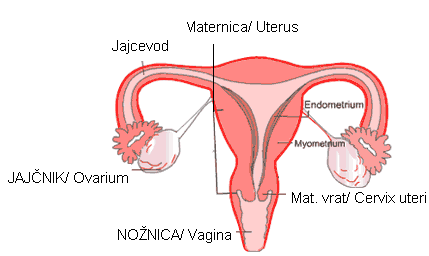 Maternica/ Uterus
Jajcevod
Endometrium
Myometrium
JAJČNIK/ Ovarium
Mat. vrat/ Cervix uteri
NOŽNICA/ Vagina